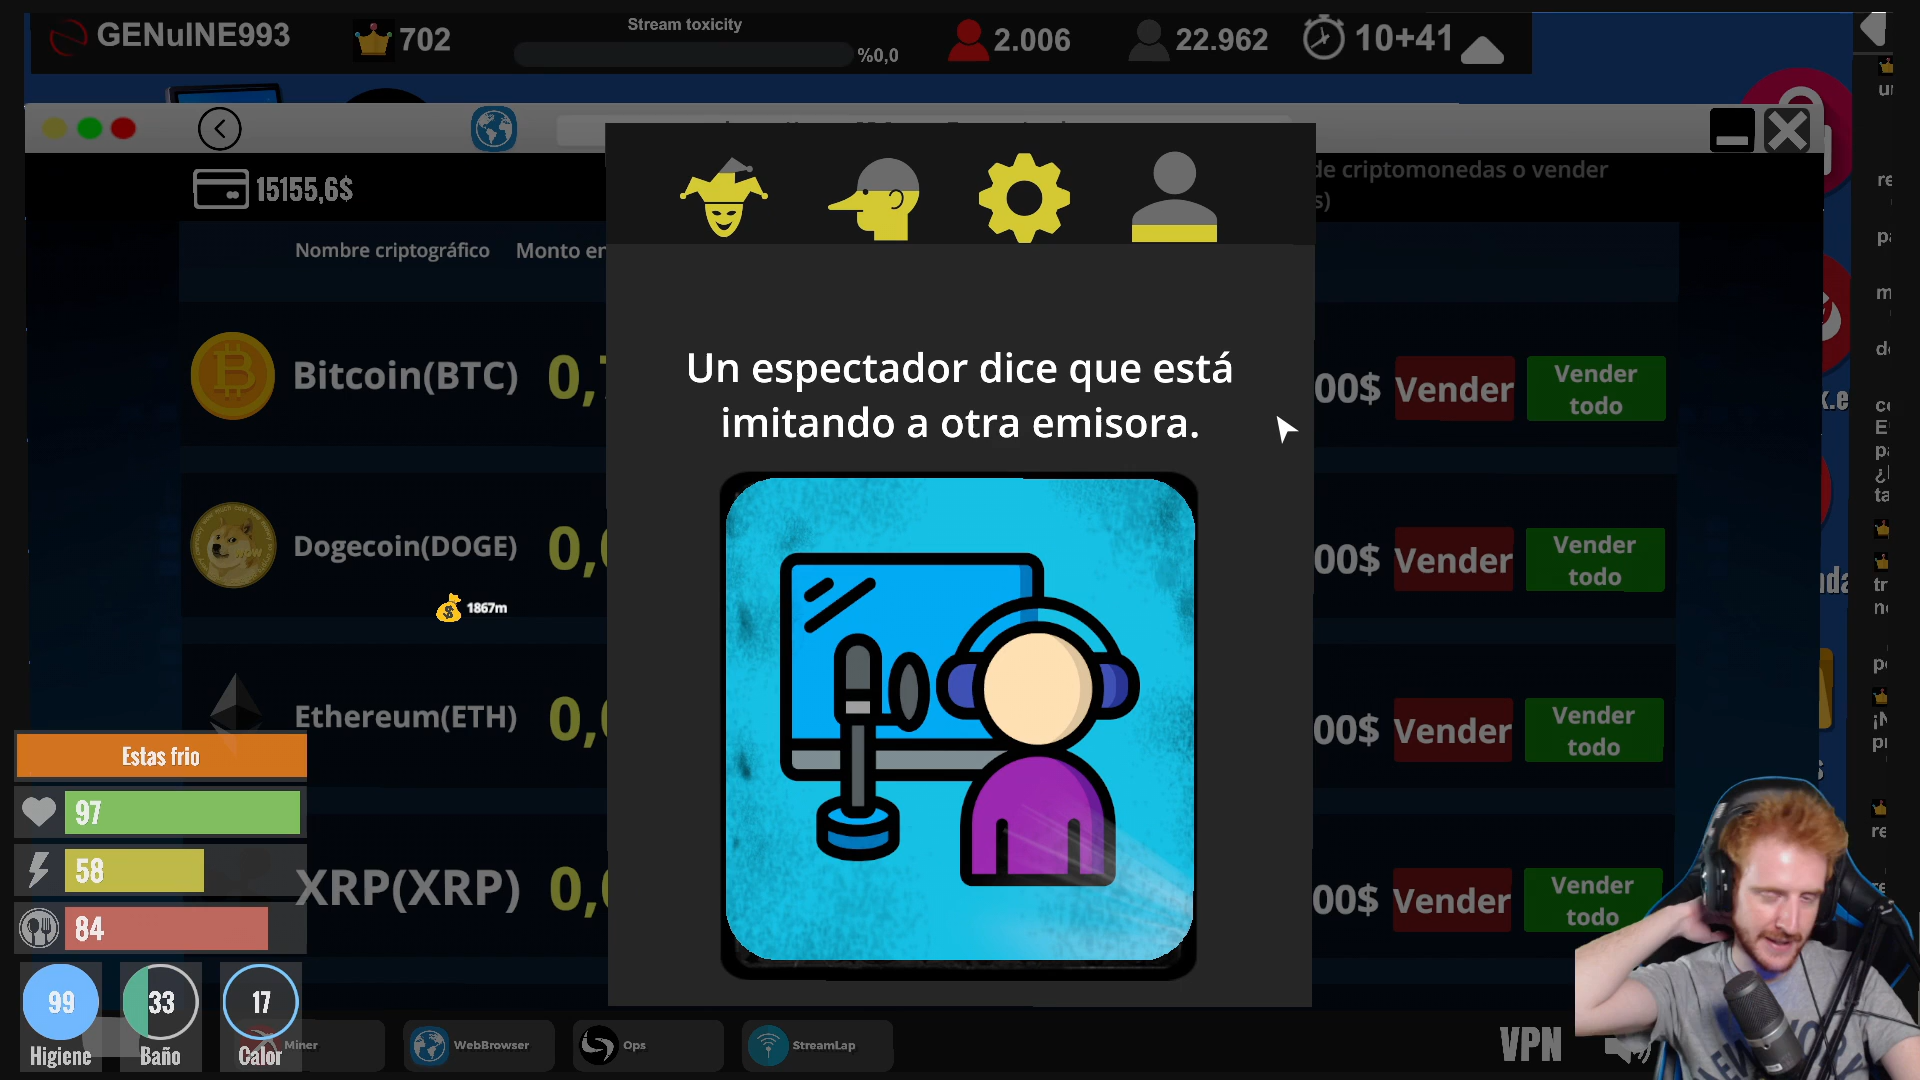 GENuINE993
702
Stream toxicity
%0,0
2.006
22.962
10+41
15155,6$
de criptomonedas o vender
s)
Nombre criptográfico
Monto en
Un espectador dice que está
imitando a otra emisora.
Bitcoin(BTC)
00$
Vender
Vender
todo
Dogecoin(DOGE)
1867m
00$
Vender
Vender
todo
Ethereum(ETH)
00$
Vender
Vender
todo
XRP(XRP)
00$
Vender
Vender
todo
Estas frio
97
58
84
99
33
17
Higiene
Baño
Calor
Miner
WebBrowser
Ops
StreamLap
VPN